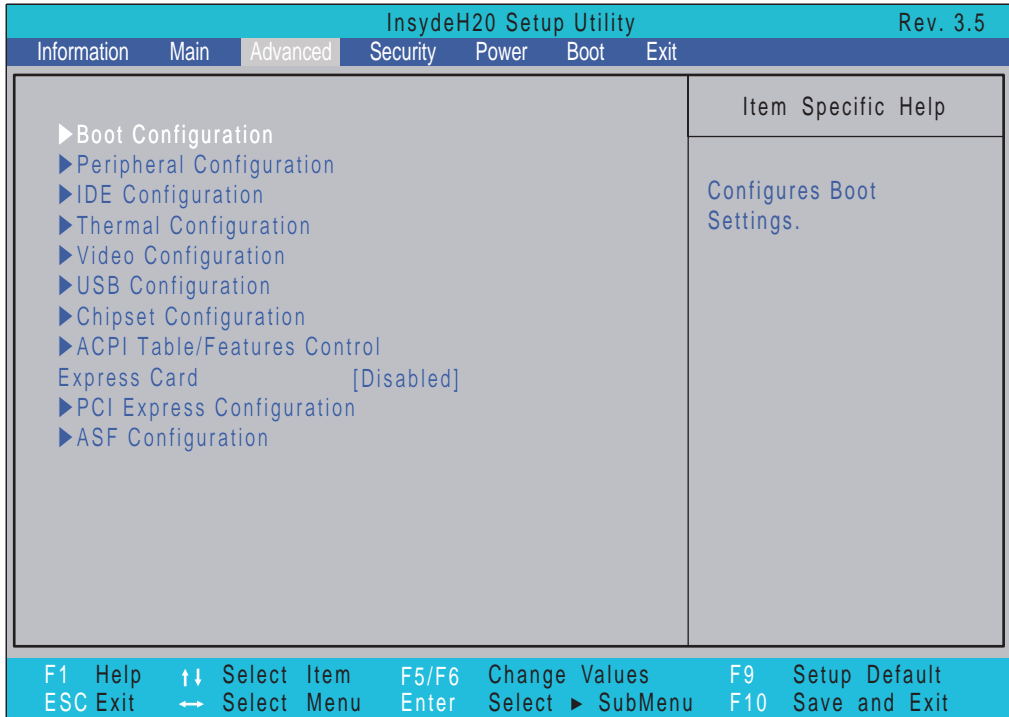 InsydeH20 Setup Utility Rev. 3.5
Information Main Advanced Security Power Boot Exit
Item Specific Help
▶Boot Configuration
▶Peripheral Configuration
▶IDE Configuration
▶Thermal Configuration
▶Video Configuration
▶USB Configuration
▶Chipset Configuration
▶ACPI Table/Features Control
Express Card [Disabled]
▶PCI Express Configuration
▶ASF Configuration
Configures Boot
Settings.
F1 Help ↑↓ Select Item F5/F6 Change Values F9 Setup Default
ESC Exit ↔ Select Menu Enter Select ► SubMenu F10 Save and Exit